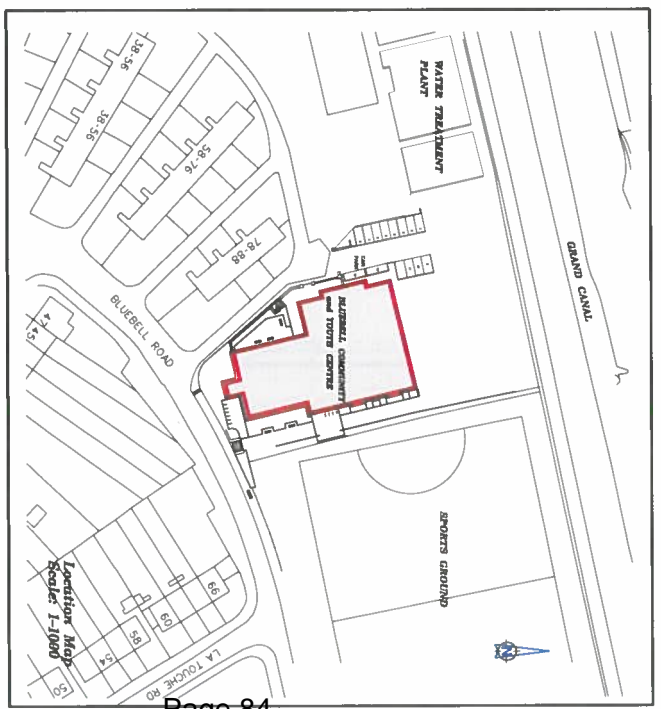 WATER TREATMENT
PLANT
GRAND CANAL
38-56
38-56
58-76
78-88
BLUEBELL ROAD
47
45
BLUEBELL COMMUNITY
and YOUTH CENTRE
SPORTS GROUND
N
Location Map
Scale: 1-1000
66
60
58
54
50
LA TOUCHE RD
Page 84